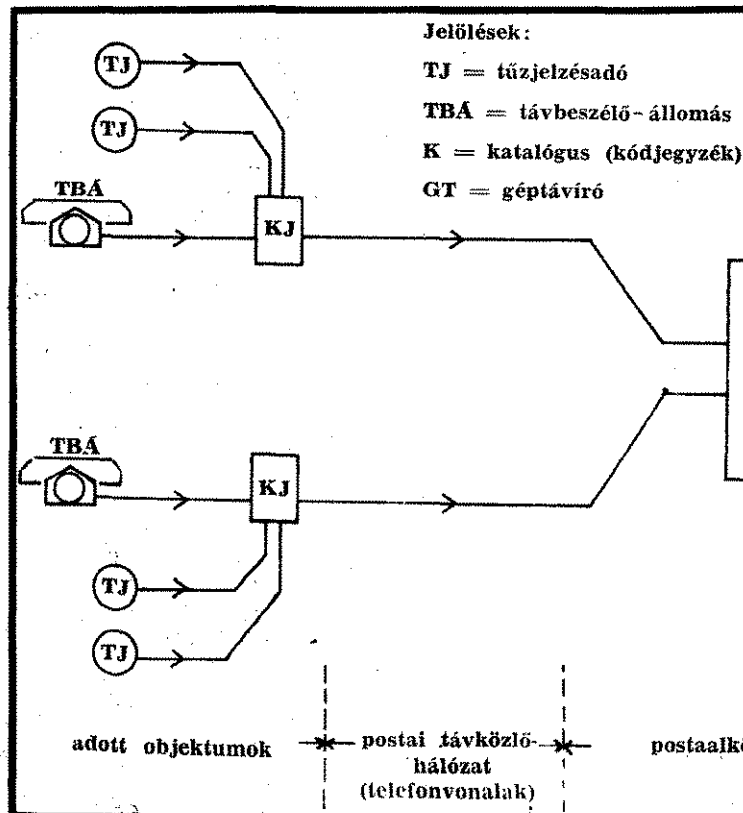 Jelölések:
TJ = tűzjelzésadó
TBÁ = távbeszélő-állomás
K = katalógus (kódjegyzék)
GT = géptávíró
TJ
TJ
TBÁ
KJ
TBÁ
KJ
TJ
TJ
adott objektumok
postai távközlő-
hálózat
(telefonvonalak)
postaalkö